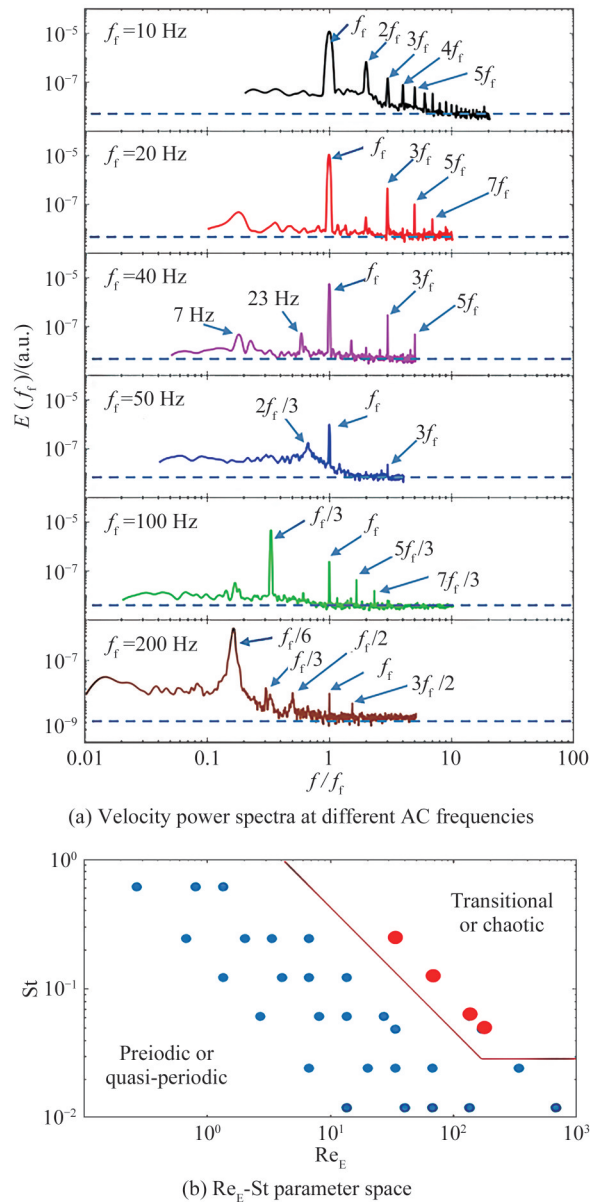 f_f=10 Hz
f_f
2f_f
3f_f
4f_f
5f_f
10^-5
10^-7
f_f=20 Hz
f_f
3f_f
5f_f
7f_f
10^-5
10^-7
f_f=40 Hz
7 Hz
23 Hz
f_f
3f_f
5f_f
10^-5
10^-7
E(f_f)/(a.u.)
f_f=50 Hz
2f_f/3
f_f
3f_f
10^-5
10^-7
f_f=100 Hz
f_f/3
f_f
5f_f/3
7f_f/3
10^-5
10^-7
f_f=200 Hz
f_f/6
f_f/3
f_f/2
f_f
3f_f/2
10^-7
10^-9
0.01 0.1 1 10 100
f/f_f
(a) Velocity power spectra at different AC frequencies
10^0
Transitional
or chaotic
St
10^-1
Preiodic or
quasi-periodic
10^-2
10^0 10^1 10^2 10^3
Re_E
(b) Re_E-St parameter space